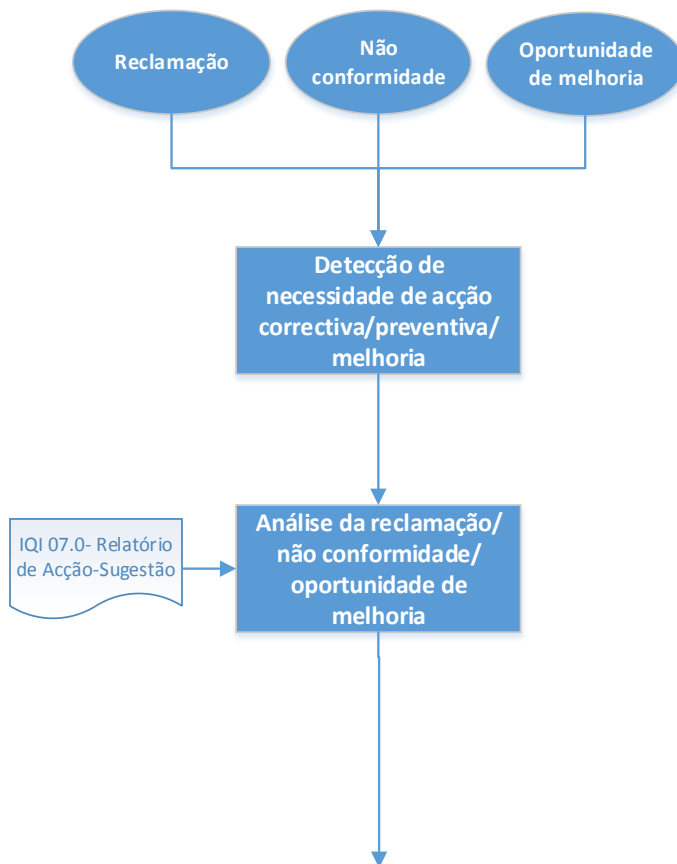 Reclamação
Não
conformidade
Oportunidade
de melhoria
Detecção de
necessidade de acção
correctiva/preventiva/
melhoria
Análise da reclamação/
não conformidade/
oportunidade de
melhoria
IQI 07.0- Relatório
de Acção-Sugestão